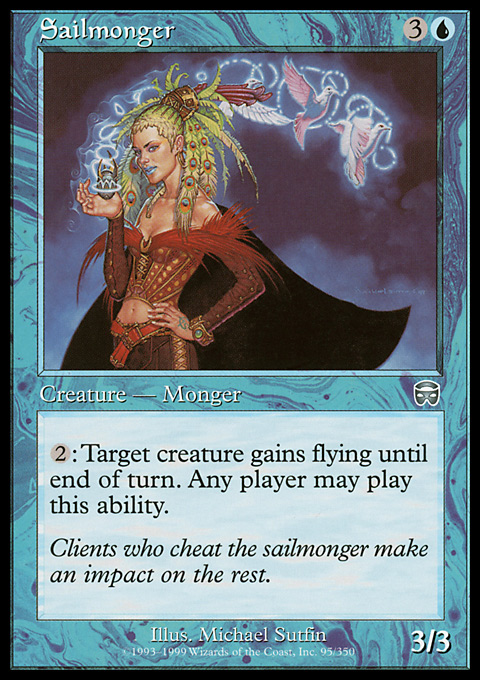 Sailmonger 3
Creature — Monger
2: Target creature gains flying until
end of turn. Any player may play
this ability.
Clients who cheat the sailmonger make
an impact on the rest.
Illus. Michael Sutfin
©1993-1999 Wizards of the Coast, Inc. 95/350
3/3